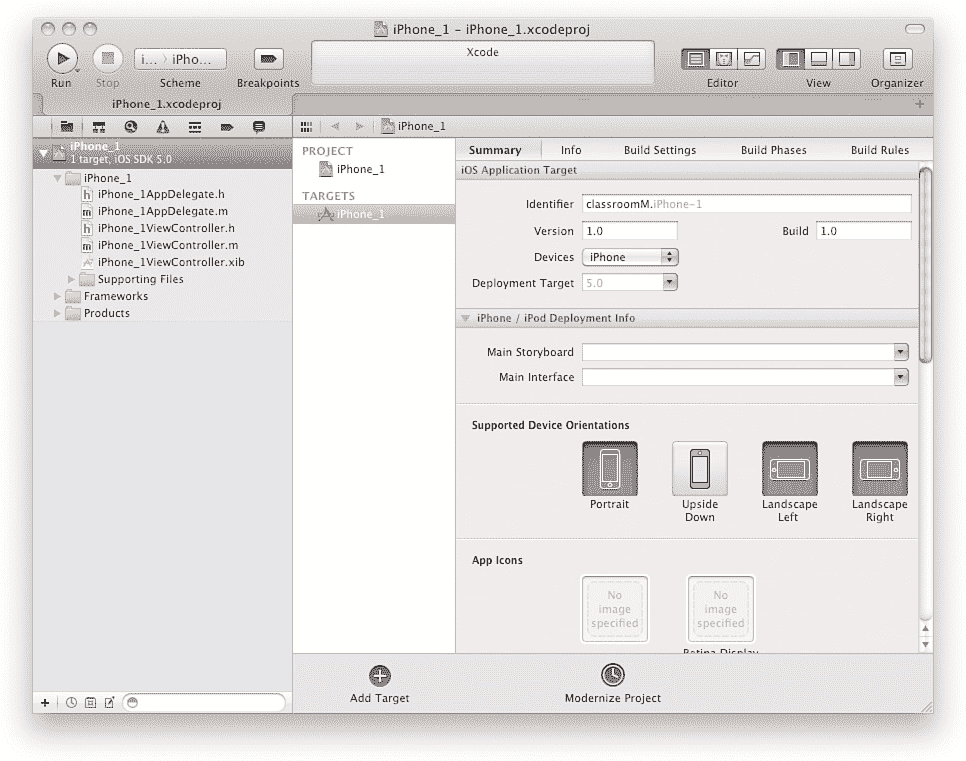 iPhone_1 – iPhone_1.xcodeproj
Xcode
i... 〉iPho...
Run Stop Scheme Breakpoints Editor View Organizer
iPhone_1.xcodeproj
iPhone_1
iPhone_1
1 target, iOS SDK 5.0
iPhone_1
iPhone_1AppDelegate.h
iPhone_1AppDelegate.m
iPhone_1ViewController.h
iPhone_1ViewController.m
iPhone_1ViewController.xib
Supporting Files
Frameworks
Products
PROJECT
iPhone_1
TARGETS
iPhone_1
Summary Info Build Settings Build Phases Build Rules
iOS Application Target
Identifier classroomM.iPhone-1
Version 1.0 Build 1.0
Devices iPhone
Deployment Target 5.0
iPhone / iPod Deployment Info
Main Storyboard
Main Interface
Supported Device Orientations
Portrait
Upside
Down
Landscape
Left
Landscape
Right
App Icons
No
image
specified
No
image
specified
Retina Display
Add Target
Modernize Project